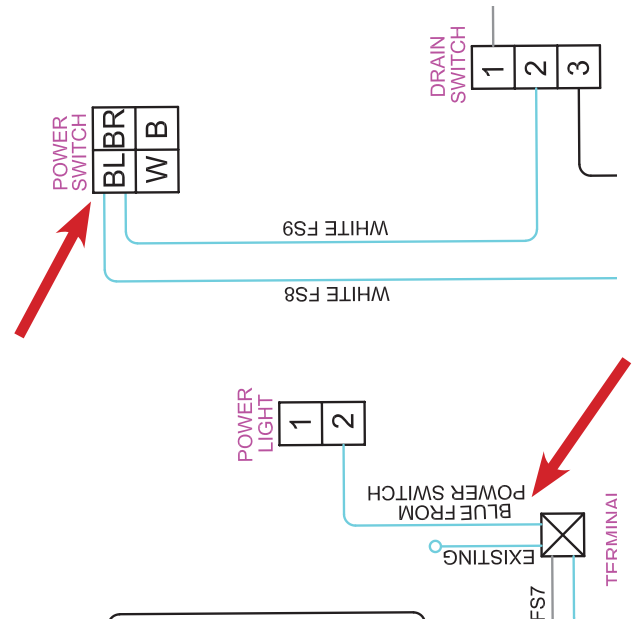 DRAIN
SWITCH
1
2
3
POWER
SWITCH
BL
BR
W
B
WHITE FS9
WHITE FS8
POWER
LIGHT
1
2
BLUE FROM
POWER SWITCH
EXISTING
TERMINAL
FS7